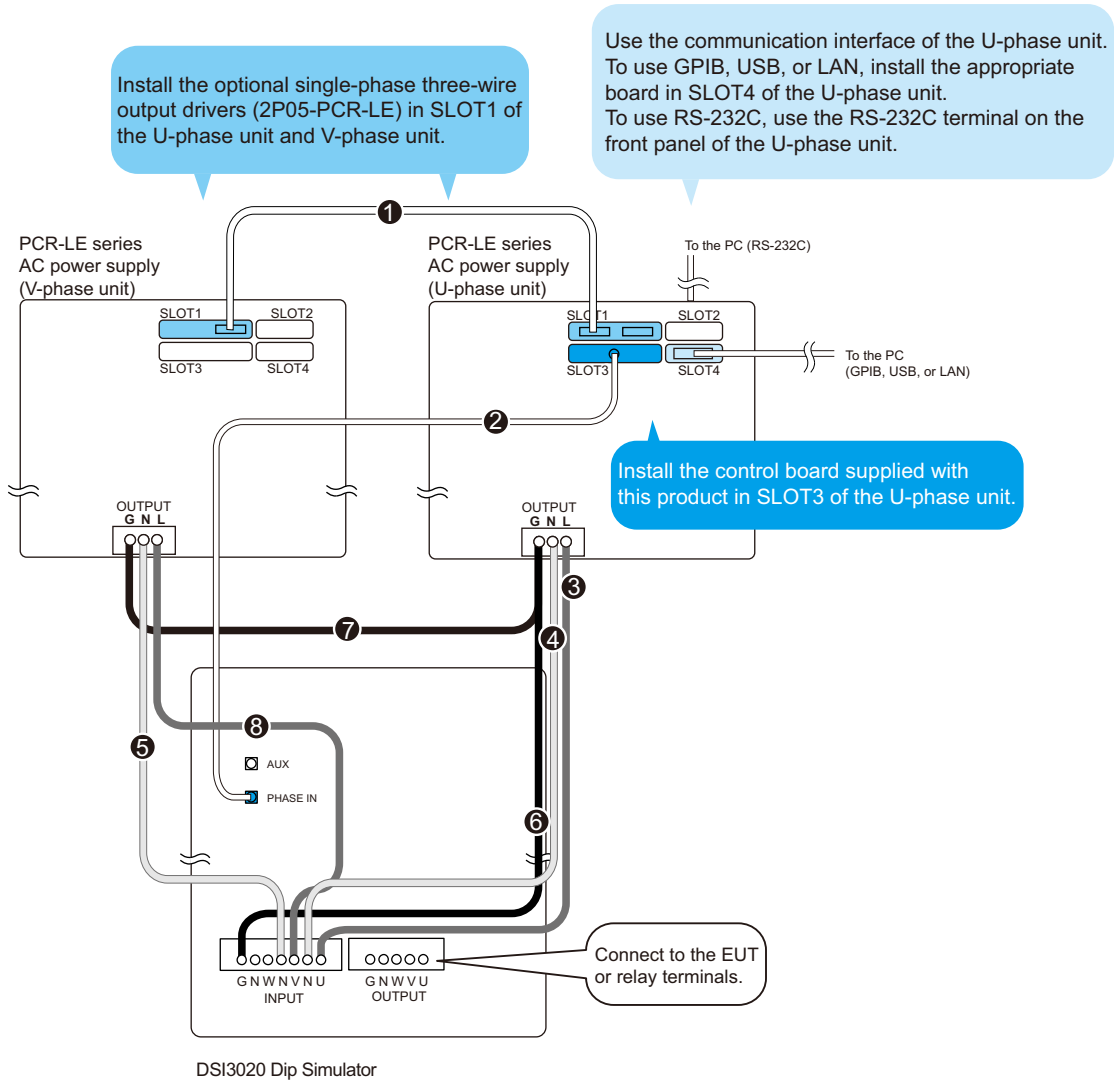 Use the communication interface of the U-phase unit.
To use GPIB, USB, or LAN, install the appropriate
board in SLOT4 of the U-phase unit.
To use RS-232C, use the RS-232C terminal on the
front panel of the U-phase unit.
Install the optional single-phase three-wire
output drivers (2P05-PCR-LE) in SLOT1 of
the U-phase unit and V-phase unit.
1
PCR-LE series
AC power supply
(V-phase unit)
PCR-LE series
AC power supply
(U-phase unit)
To the PC (RS-232C)
SLOT1
SLOT2
SLOT3
SLOT4
SLOT1
SLOT2
SLOT3
SLOT4
To the PC
(GPIB, USB, or LAN)
2
Install the control board supplied with
this product in SLOT3 of the U-phase unit.
OUTPUT
G N L
OUTPUT
G N L
3
7
4
8
5
AUX
PHASE IN
6
G N W N V N U
INPUT
G N W V U
OUTPUT
Connect to the EUT
or relay terminals.
DSI3020 Dip Simulator